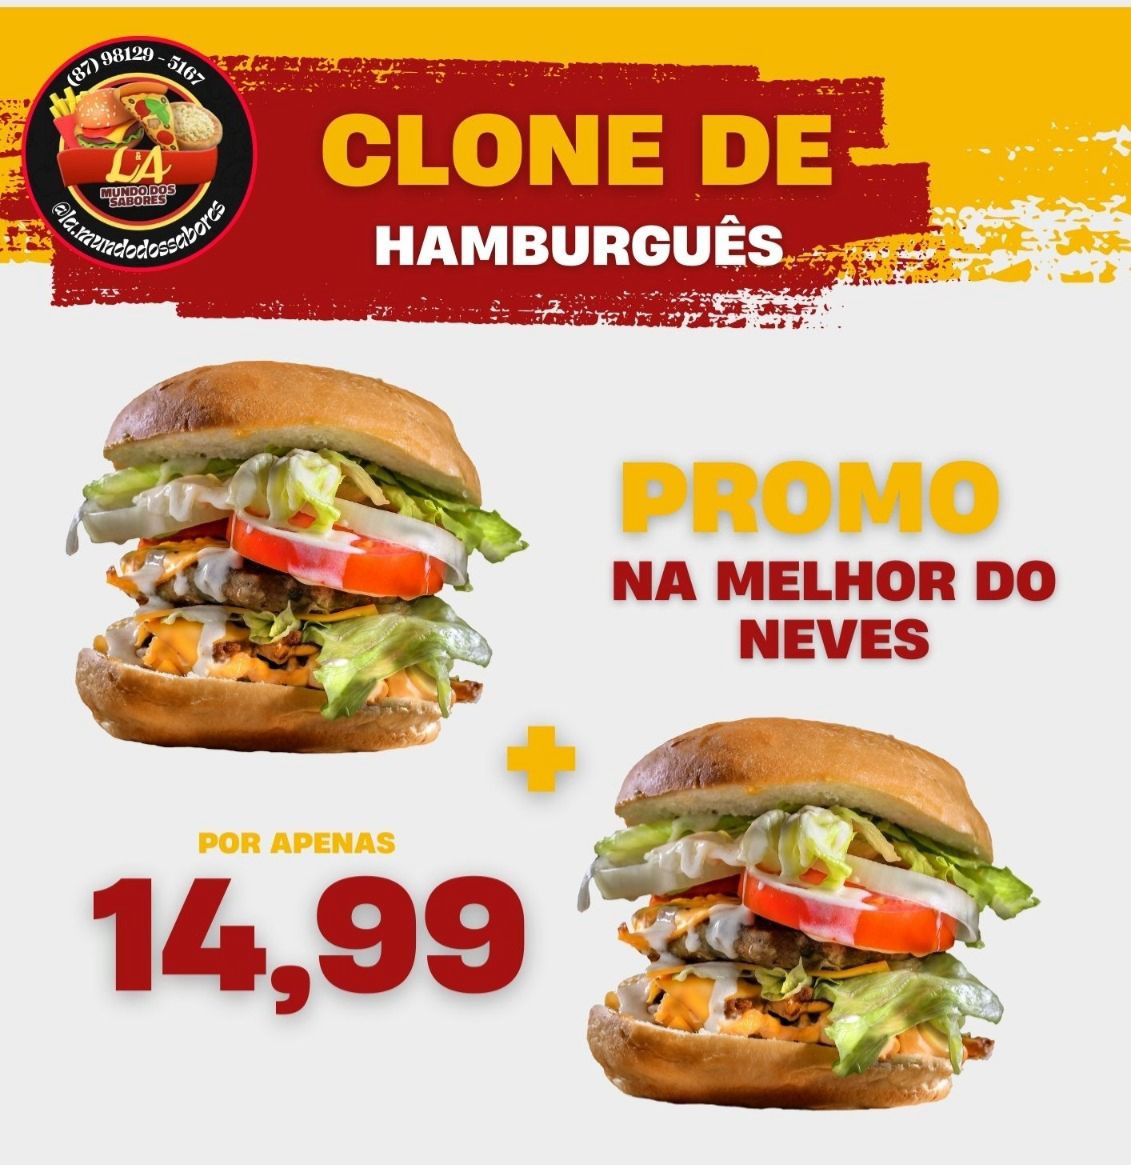 (87) 98129 - 5167
L&A
MUNDO DOS
SABORES
@la.mundodossabores
CLONE DE
HAMBURGUÊS
PROMO
NA MELHOR DO
NEVES
POR APENAS
14,99